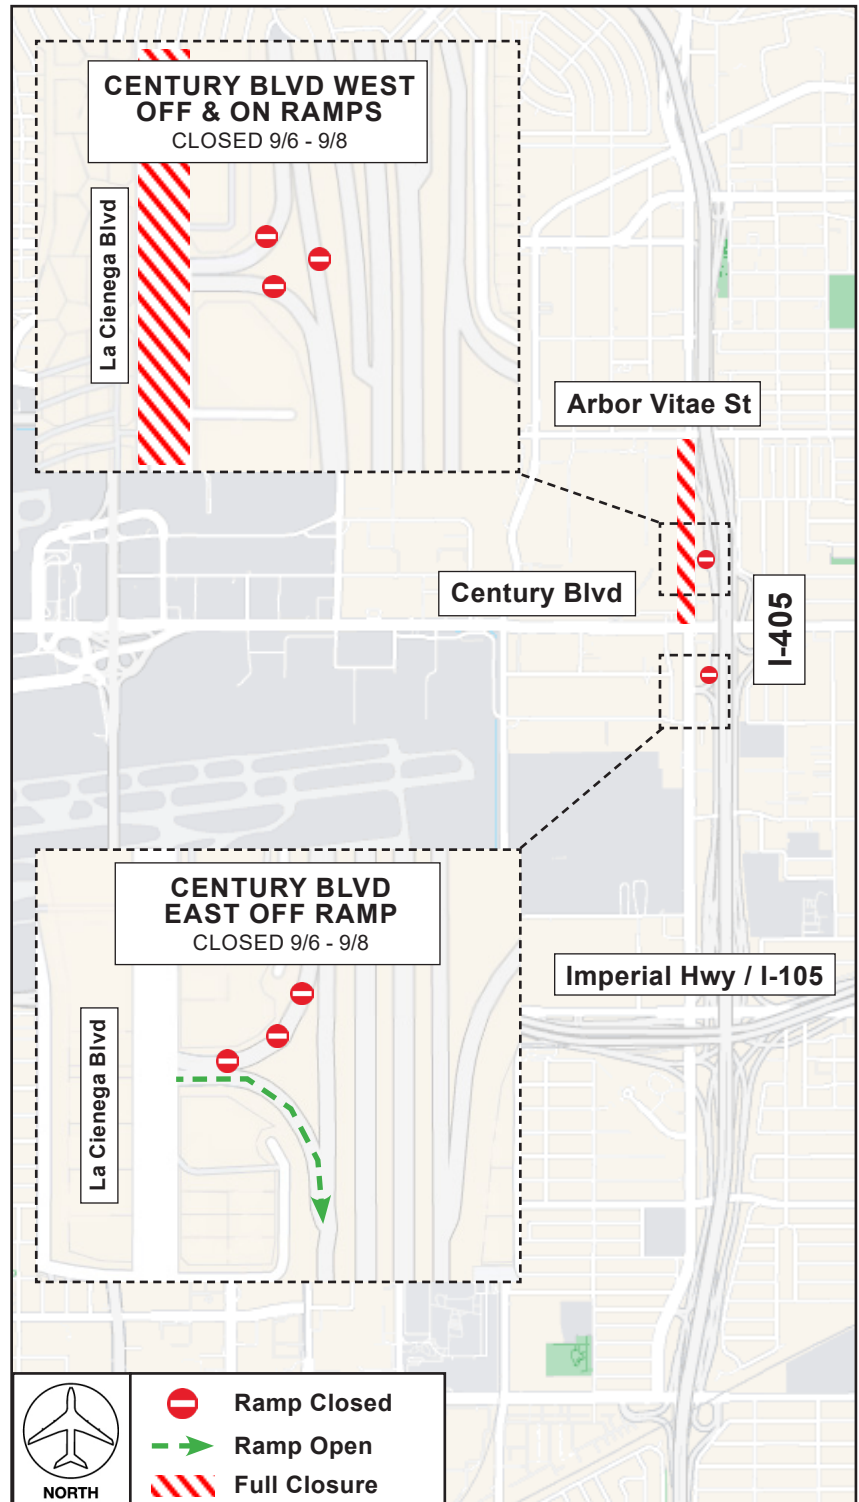 CENTURY BLVD WEST
OFF & ON RAMPS
CLOSED 9/6 - 9/8
La Cienega Blvd
Arbor Vitae St
Century Blvd
I-405
CENTURY BLVD
EAST OFF RAMP
CLOSED 9/6 - 9/8
La Cienega Blvd
Imperial Hwy / I-105
NORTH
Ramp Closed
Ramp Open
Full Closure